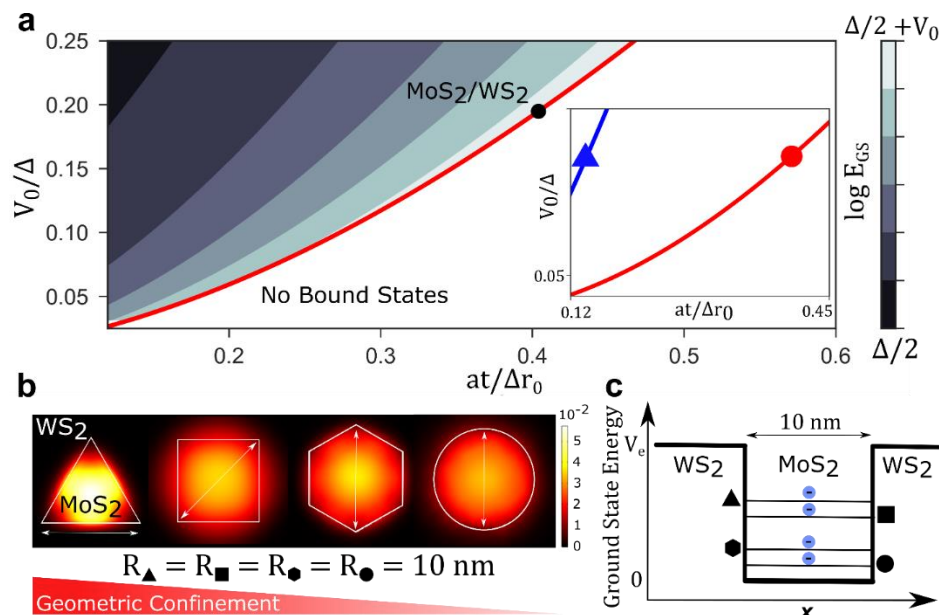 a
0.25
0.20
0.15
0.10
0.05
V₀/Δ
MoS₂/WS₂
No Bound States
0.2
0.3
0.4
0.5
0.6
at/Δr₀
V₀/Δ
0.05
0.12
0.45
at/Δr₀
Δ/2 +V₀
log E_GS
Δ/2
b
WS₂
MoS₂
10⁻²
5
4
3
2
1
0
R▲ = R■ = R⬢ = R● = 10 nm
Geometric Confinement
c
Ground State Energy
Vₑ
10 nm
WS₂
MoS₂
WS₂
-
-
-
-
0
x